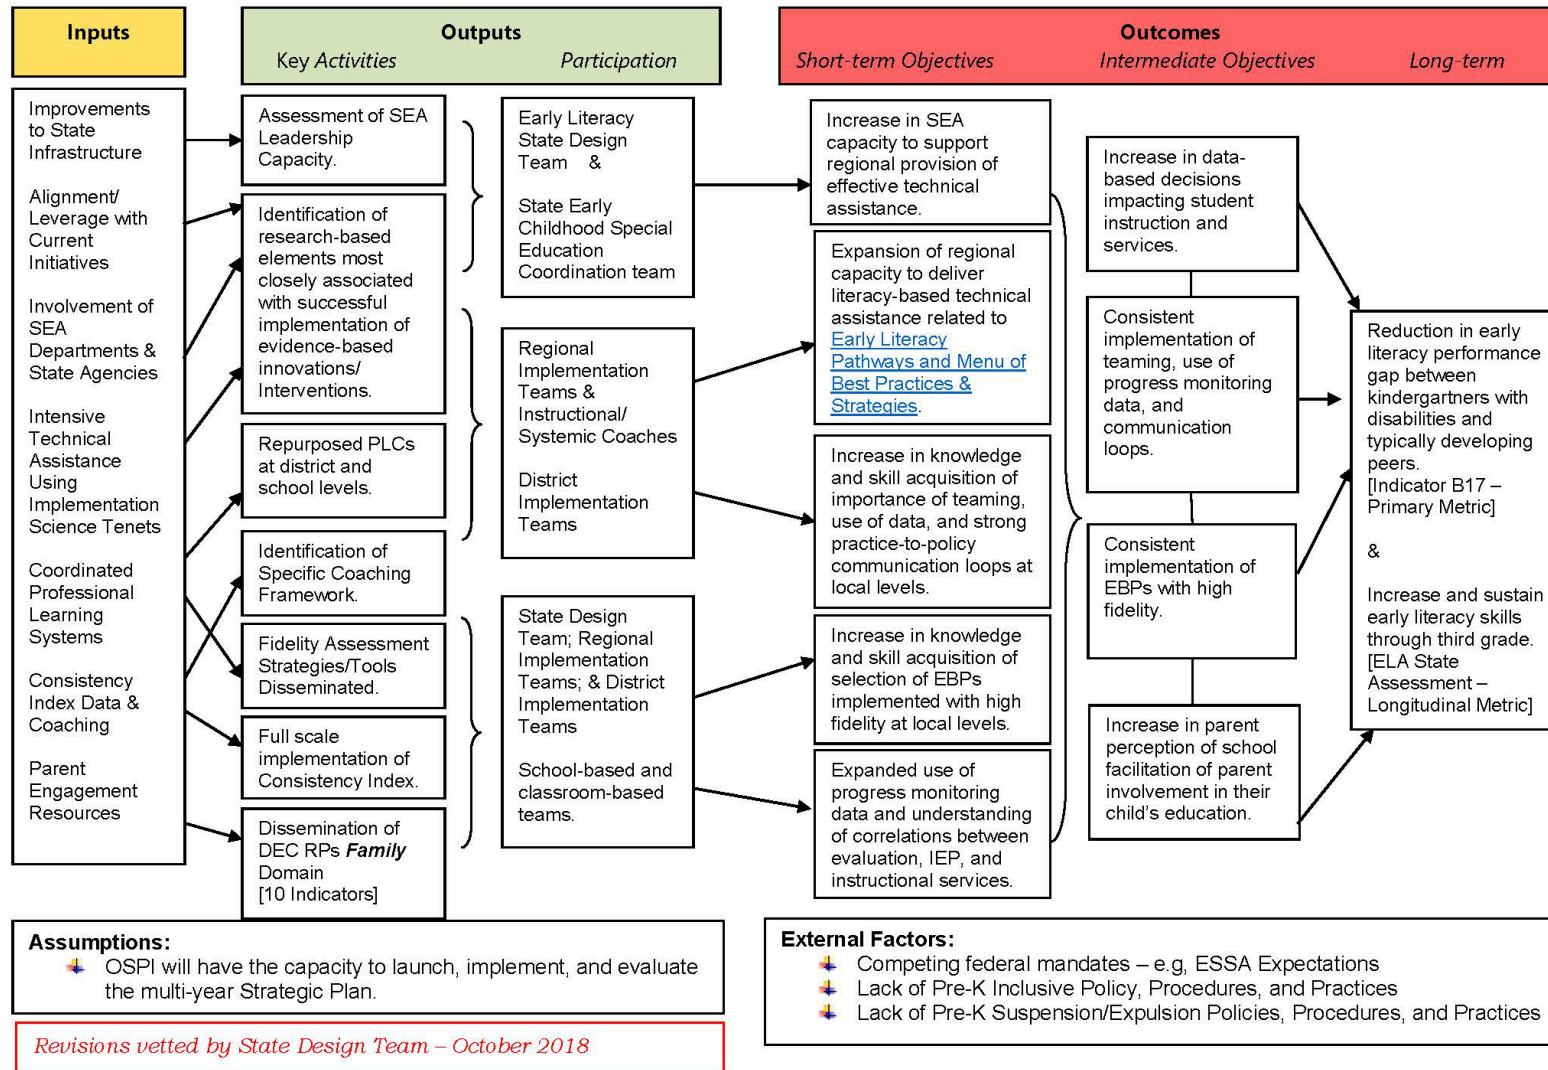 Inputs
Outputs
Key Activities
Participation
Outcomes
Short-term Objectives
Intermediate Objectives
Long-term
Improvements
to State
Infrastructure
Alignment/
Leverage with
Current
Initiatives
Involvement of
SEA
Departments &
State Agencies
Intensive
Technical
Assistance
Using
Implementation
Science Tenets
Coordinated
Professional
Learning
Systems
Consistency
Index Data &
Coaching
Parent
Engagement
Resources
Assessment of SEA
Leadership
Capacity.
Identification of
research-based
elements most
closely associated
with successful
implementation of
evidence-based
innovations/
Interventions.
Repurposed PLCs
at district and
school levels.
Identification of
Specific Coaching
Framework.
Fidelity Assessment
Strategies/Tools
Disseminated.
Full scale
implementation of
Consistency Index.
Dissemination of
DEC RPs Family
Domain
[10 Indicators]
Early Literacy
State Design
Team &
State Early
Childhood Special
Education
Coordination team
Regional
Implementation
Teams &
Instructional/
Systemic Coaches
District
Implementation
Teams
State Design
Team; Regional
Implementation
Teams; & District
Implementation
Teams
School-based and
classroom-based
teams.
Increase in SEA
capacity to support
regional provision of
effective technical
assistance.
Expansion of regional
capacity to deliver
literacy-based technical
assistance related to
Early Literacy
Pathways and Menu of
Best Practices &
Strategies.
Increase in knowledge
and skill acquisition of
importance of teaming,
use of data, and strong
practice-to-policy
communication loops at
local levels.
Increase in knowledge
and skill acquisition of
selection of EBPs
implemented with high
fidelity at local levels.
Expanded use of
progress monitoring
data and understanding
of correlations between
evaluation, IEP, and
instructional services.
Increase in data-
based decisions
impacting student
instruction and
services.
Consistent
implementation of
teaming, use of
progress monitoring
data, and
communication
loops.
Consistent
implementation of
EBPs with high
fidelity.
Increase in parent
perception of school
facilitation of parent
involvement in their
child's education.
Reduction in early
literacy performance
gap between
kindergartners with
disabilities and
typically developing
peers.
[Indicator B17 –
Primary Metric]
&
Increase and sustain
early literacy skills
through third grade.
[ELA State
Assessment –
Longitudinal Metric]
Assumptions:
OSPI will have the capacity to launch, implement, and evaluate
the multi-year Strategic Plan.
Revisions vetted by State Design Team – October 2018
External Factors:
Competing federal mandates – e.g, ESSA Expectations
Lack of Pre-K Inclusive Policy, Procedures, and Practices
Lack of Pre-K Suspension/Expulsion Policies, Procedures, and Practices